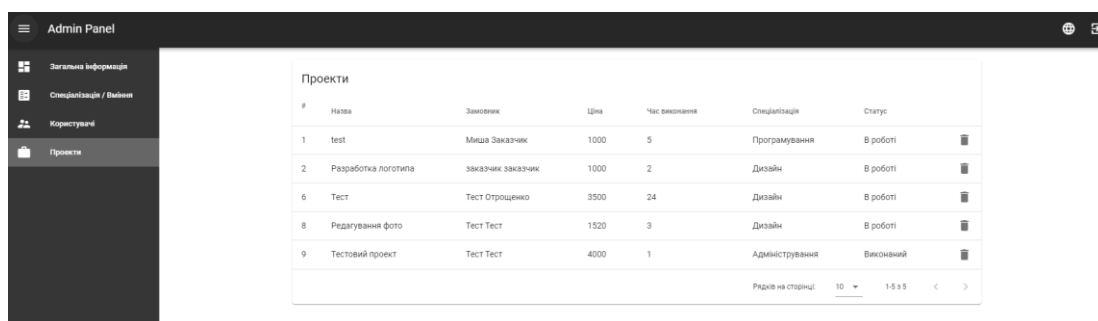 Admin Panel
Загальна інформація
Спеціалізація / Вміння
Користувачі
Проекти
Проекти
# Назва Замовник Ціна Час виконання Спеціалізація Статус
1 test Миша Заказчик 1000 5 Програмування В роботі
2 Разработка логотипа заказчик заказчик 1000 2 Дизайн В роботі
6 Тест Тест Отрощенко 3500 24 Дизайн В роботі
8 Редагування фото Тест Тест 1520 3 Дизайн В роботі
9 Тестовий проект Тест Тест 4000 1 Адміністрування Виконаний
Рядків на сторінці: 10 1-5 з 5